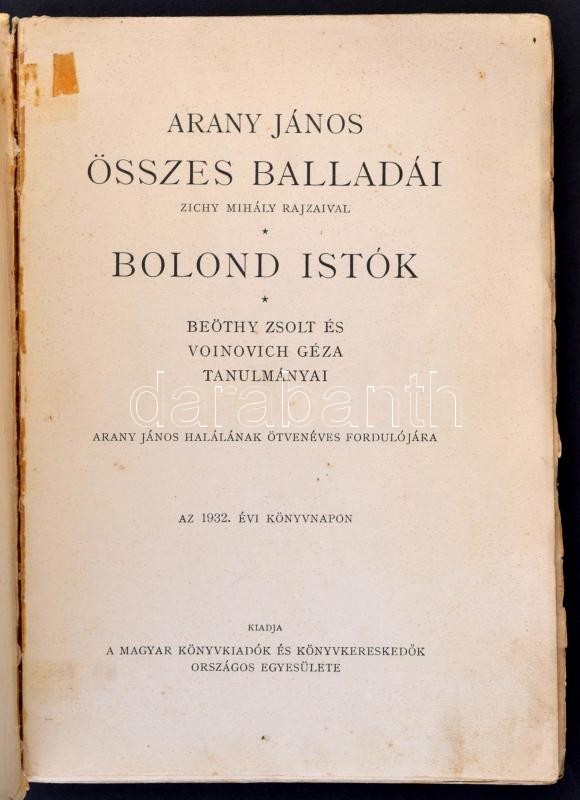 ARANY JÁNOS
ÖSSZES BALLADÁI
ZICHY MIHÁLY RAJZAIVAL
*
BOLOND ISTÓK
*
BEÖTHY ZSOLT ÉS
VOINOVICH GÉZA
TANULMÁNYAI
darabanth
ARANY JÁNOS HALÁLÁNAK ÖTVENÉVES FORDULÓJÁRA
AZ 1932. ÉVI KÖNYVNAPON
KIADJA
A MAGYAR KÖNYVKIADÓK ÉS KÖNYVKERESKEDŐK
ORSZÁGOS EGYESÜLETE